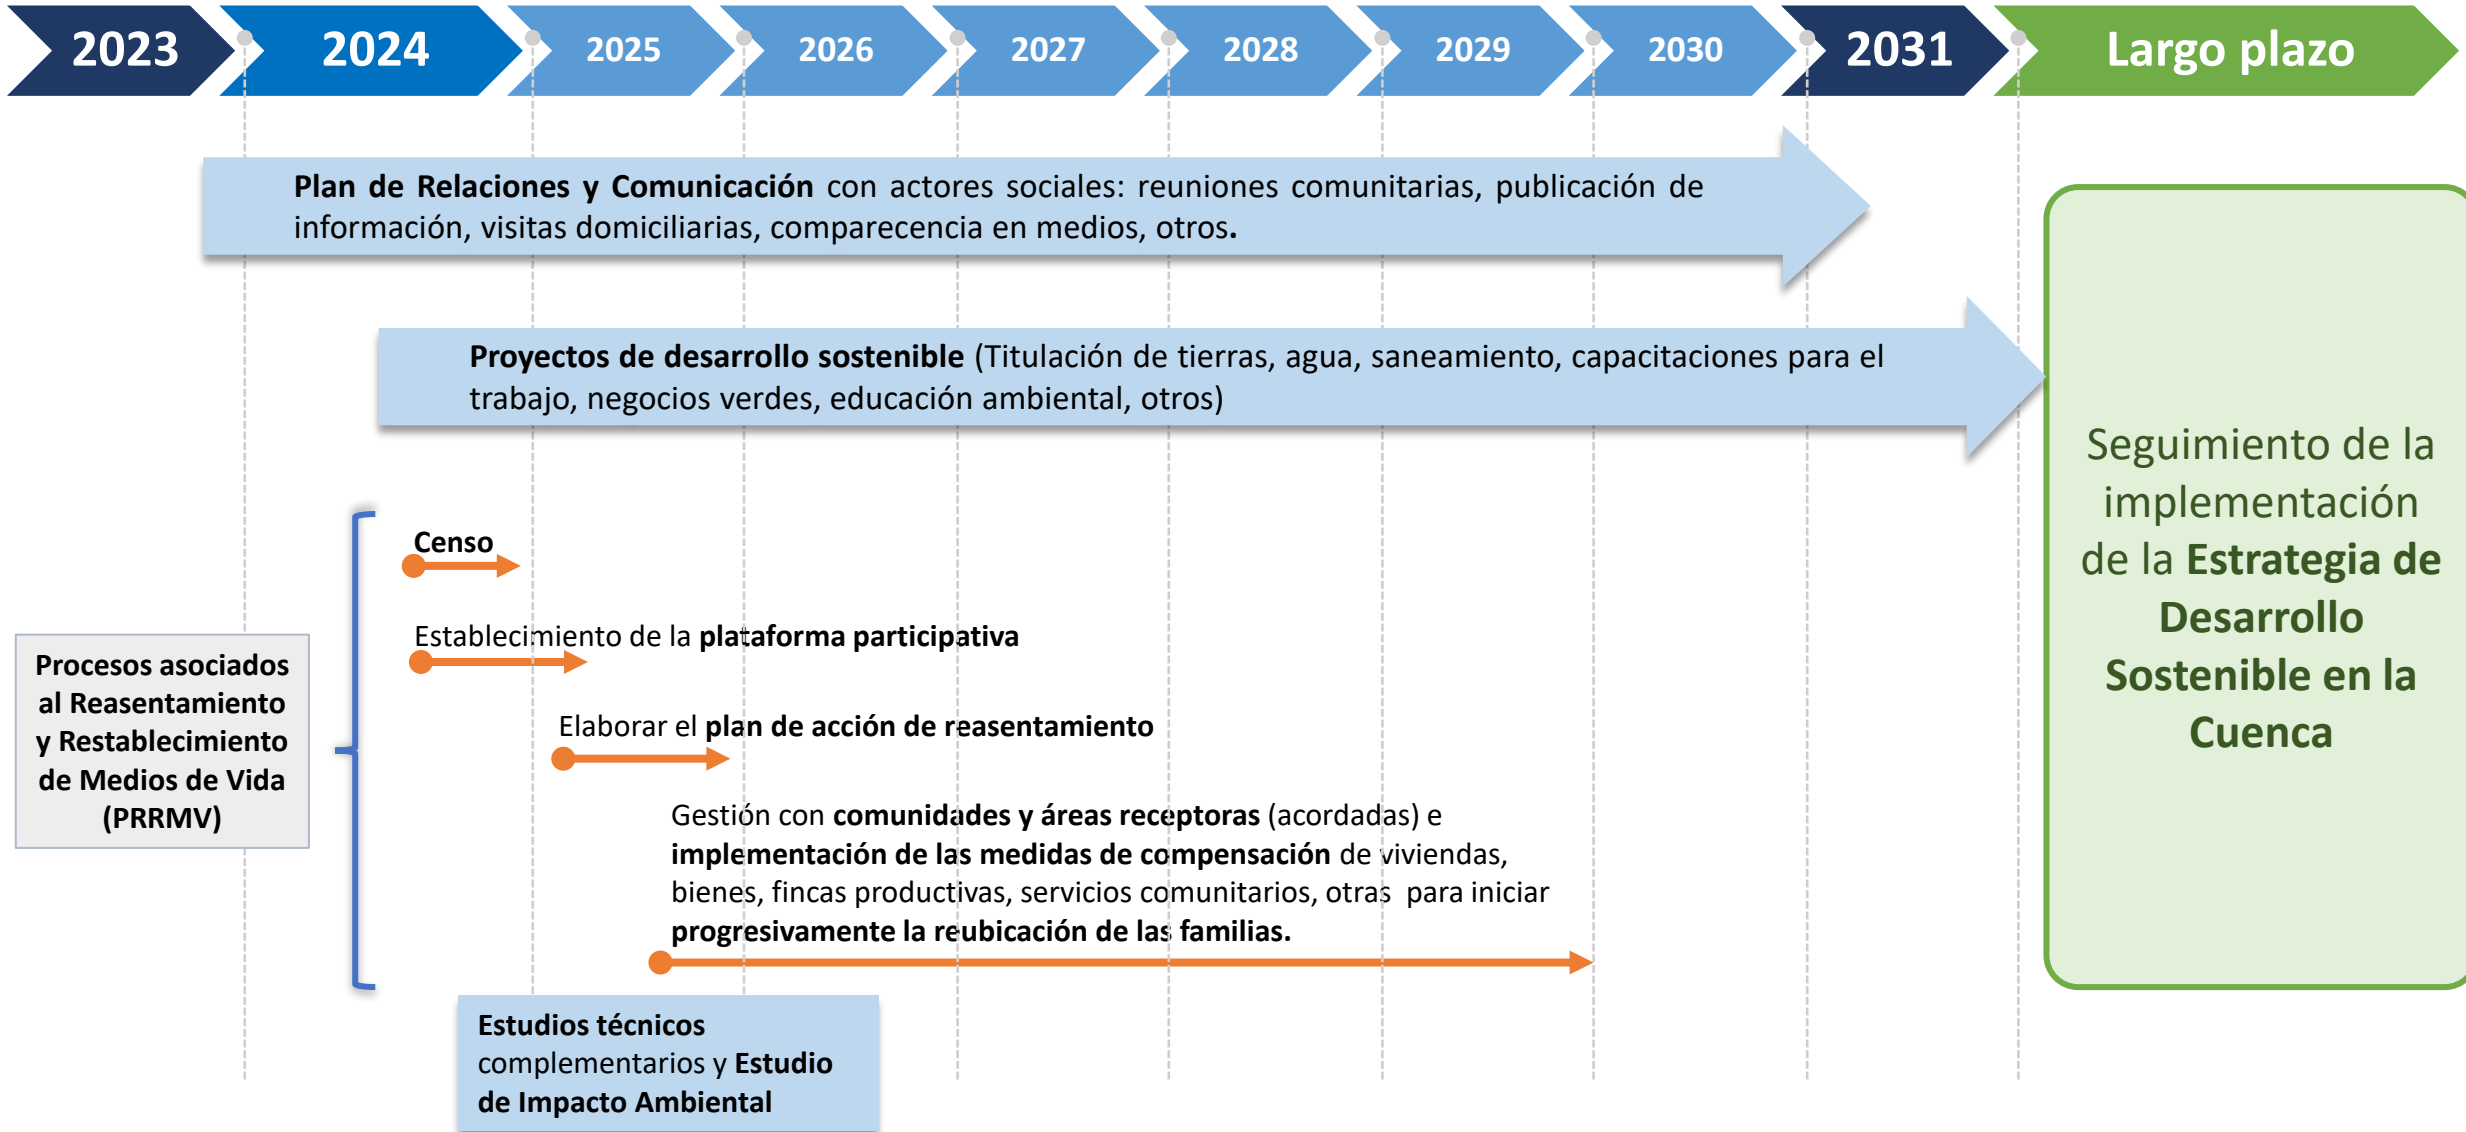 2023
2024
2025
2026
2027
2028
2029
2030
2031
Largo plazo
Plan de Relaciones y Comunicación con actores sociales: reuniones comunitarias, publicación de
información, visitas domiciliarias, comparecencia en medios, otros.
Proyectos de desarrollo sostenible (Titulación de tierras, agua, saneamiento, capacitaciones para el
trabajo, negocios verdes, educación ambiental, otros)
Procesos asociados
al Reasentamiento
y Restablecimiento
de Medios de Vida
(PRRMV)
Censo
Establecimiento de la plataforma participativa
Elaborar el plan de acción de reasentamiento
Gestión con comunidades y áreas receptoras (acordadas) e
implementación de las medidas de compensación de viviendas,
bienes, fincas productivas, servicios comunitarios, otras para iniciar
progresivamente la reubicación de las familias.
Estudios técnicos
complementarios y Estudio
de Impacto Ambiental
Seguimiento de la
implementación
de la Estrategia de
Desarrollo
Sostenible en la
Cuenca